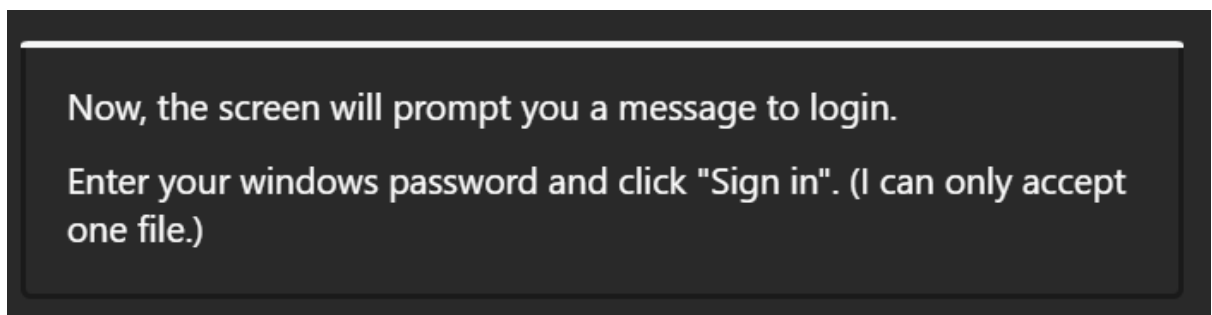 Now, the screen will prompt you a message to login.
Enter your windows password and click "Sign in". (I can only accept
one file.)